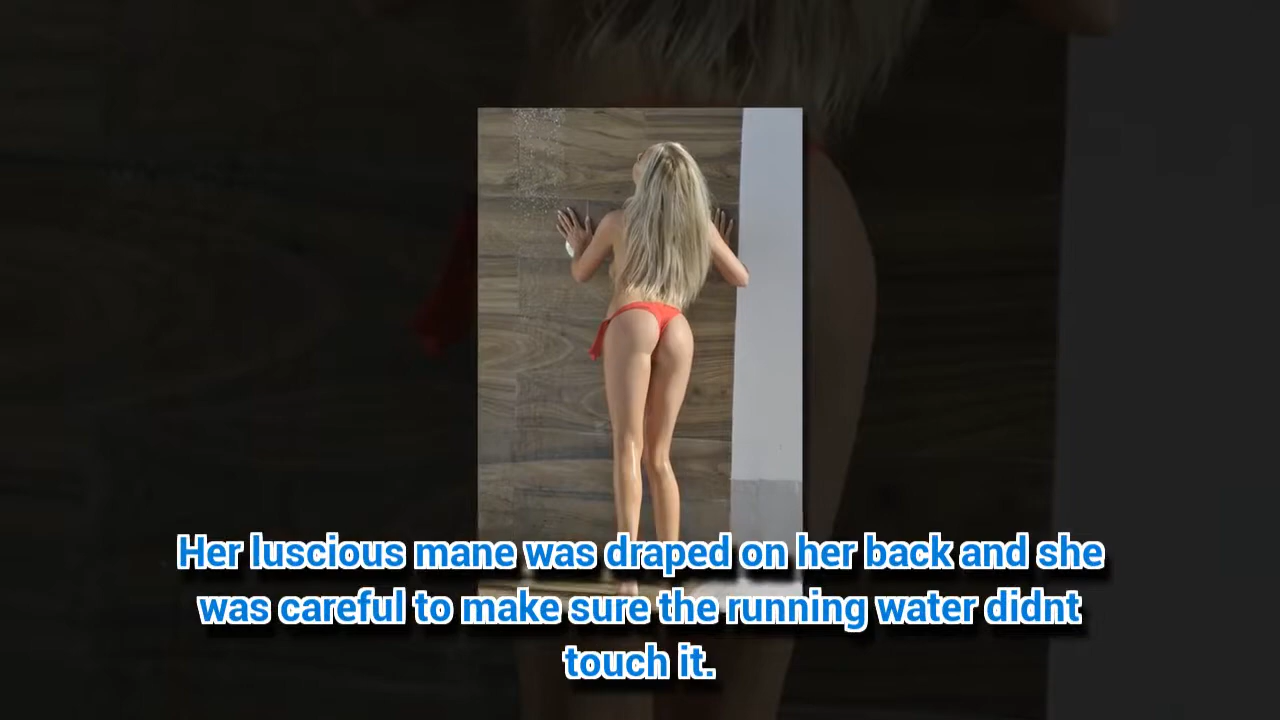 Her luscious mane was draped on her back and she
was careful to make sure the running water didnt
touch it.